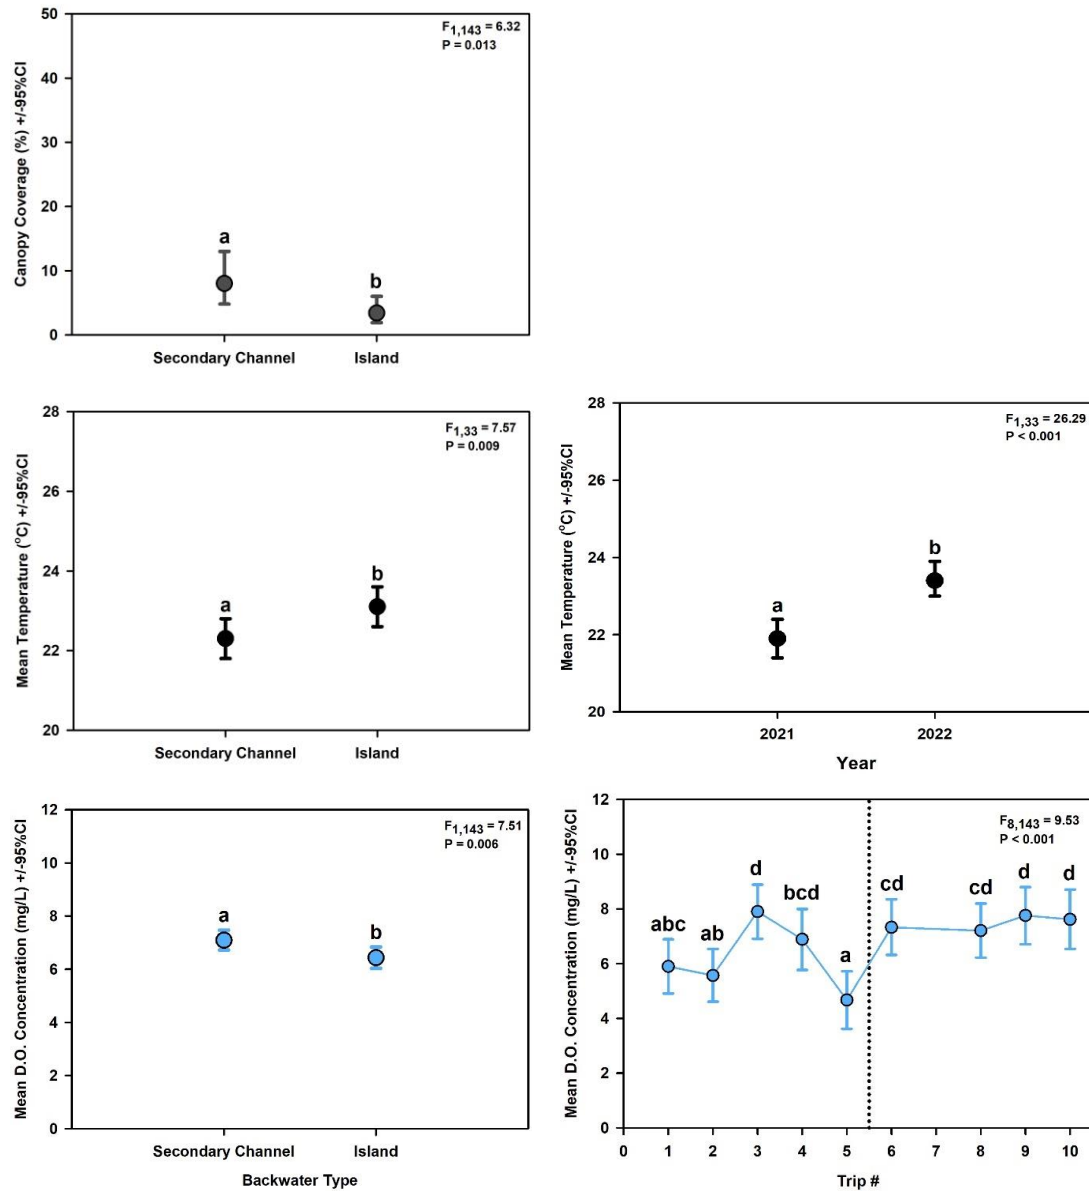 Canopy Coverage (%) +/-95%CI
50
40
30
20
10
0
F1,143 = 6.32
P = 0.013
a
b
Secondary Channel
Island
Mean Temperature (°C) +/-95%CI
28
26
24
22
20
F1,33 = 7.57
P = 0.009
a
b
Secondary Channel
Island
Mean Temperature (°C) +/-95%CI
28
26
24
22
20
F1,33 = 26.29
P < 0.001
a
b
2021
2022
Year
Mean D.O. Concentration (mg/L) +/-95%CI
12
10
8
6
4
2
0
F1,143 = 7.51
P = 0.006
a
b
Secondary Channel
Island
Backwater Type
Mean D.O. Concentration (mg/L) +/-95%CI
12
10
8
6
4
2
0
F8,143 = 9.53
P < 0.001
abc
ab
d
bcd
a
cd
cd
d
d
0 1 2 3 4 5 6 7 8 9 10
Trip #